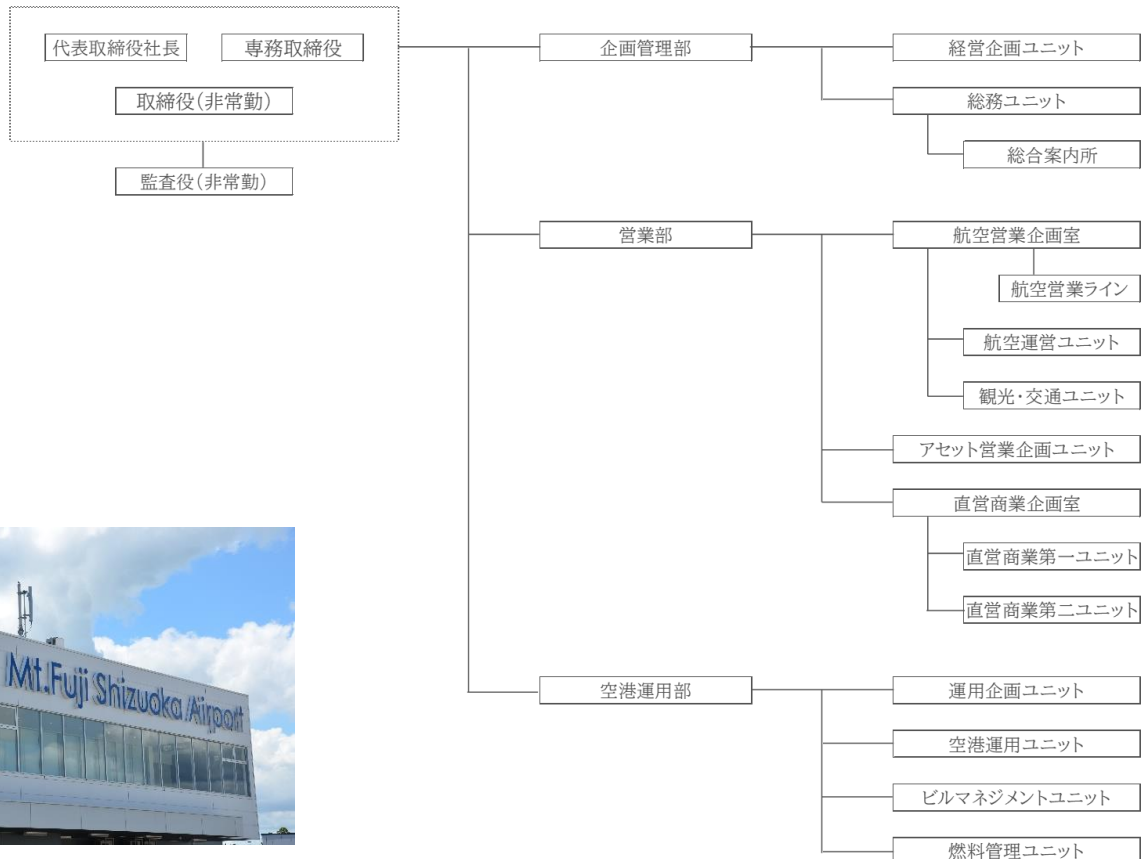 代表取締役社長
専務取締役
取締役(非常勤)
監査役(非常勤)
企画管理部
経営企画ユニット
総務ユニット
総合案内所
営業部
航空営業企画室
航空営業ライン
航空運営ユニット
観光・交通ユニット
アセット営業企画ユニット
直営商業企画室
直営商業第一ユニット
直営商業第二ユニット
空港運用部
運用企画ユニット
空港運用ユニット
ビルマネジメントユニット
燃料管理ユニット
Mt.Fuji Shizuoka Airport